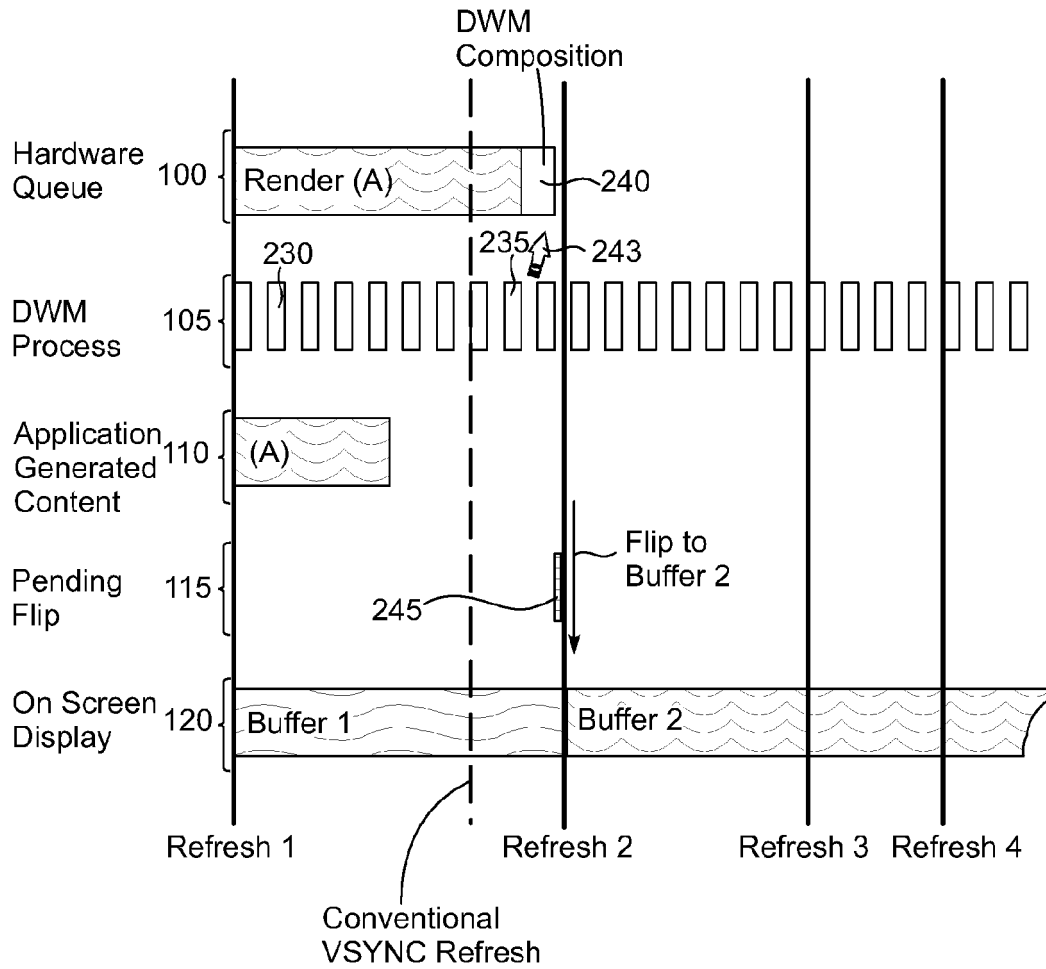 DWM
Composition
Hardware
Queue
100
Render (A)
240
230
235
243
DWM
Process
105
Application
Generated
Content
110
(A)
Pending
Flip
115
245
Flip to
Buffer 2
On Screen
Display
120
Buffer 1
Buffer 2
Refresh 1
Refresh 2
Refresh 3
Refresh 4
Conventional
VSYNC Refresh